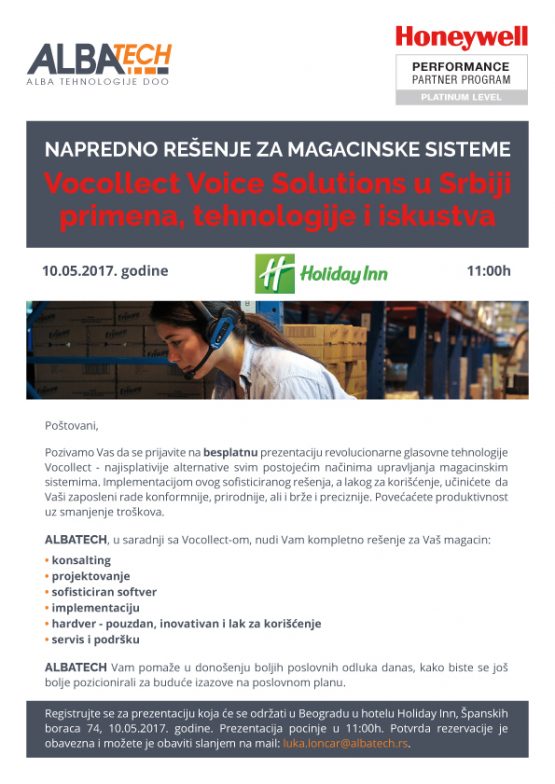 ALBATECH
ALBA TEHNOLOGIJE DOO
Honeywell
PERFORMANCE
PARTNER PROGRAM
PLATINUM LEVEL
NAPREDNO REŠENJE ZA MAGACINSKE SISTEME
Vocollect Voice Solutions u Srbiji
primena, tehnologije i iskustva
10.05.2017. godine
H Holiday Inn
11:00h
Poštovani,
Pozivamo Vas da se prijavite na besplatnu prezentaciju revolucionarne glasovne tehnologije
Vocollect - najisplativije alternative svim postojećim načinima upravljanja magacinskim
sistemima. Implementacijom ovog sofisticiranog rešenja, a lakog za korišćenje, učinićete da
Vaši zaposleni rade konformnije, prirodnije, ali i brže i preciznije. Povećaćete produktivnost
uz smanjenje troškova.
ALBATECH, u saradnji sa Vocollect-om, nudi Vam kompletno rešenje za Vaš magacin:
• konsalting
• projektovanje
• sofisticiran softver
• implementaciju
• hardver - pouzdan, inovativan i lak za korišćenje
• servis i podršku
ALBATECH Vam pomaže u donošenju boljih poslovnih odluka danas, kako biste se još
bolje pozicionirali za buduće izazove na poslovnom planu.
Registrujte se za prezentaciju koja će se održati u Beogradu u hotelu Holiday Inn, Španskih
boraca 74, 10.05.2017. godine. Prezentacija pocinje u 11:00h. Potvrda rezervacije je
obavezna i možete je obaviti slanjem na mail: luka.loncar@albatech.rs.